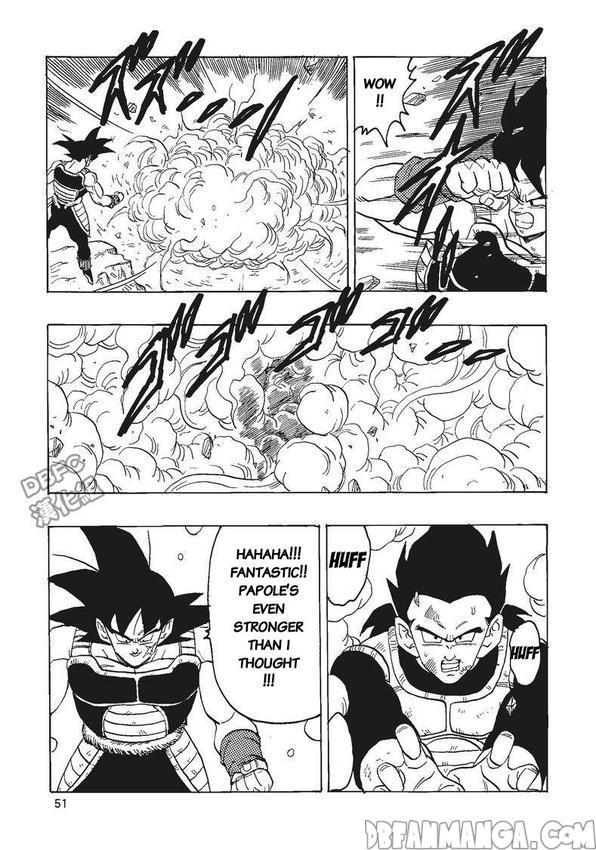 WOW
!!
ズズ...ン
ゴゴゴゴ
DBFC
漢化組
HUFF
HUFF
HAHAHA!!!
FANTASTIC!!
PAPOLE'S
EVEN
STRONGER
THAN I
THOUGHT
!!!
51
DBFANMANGA.COM